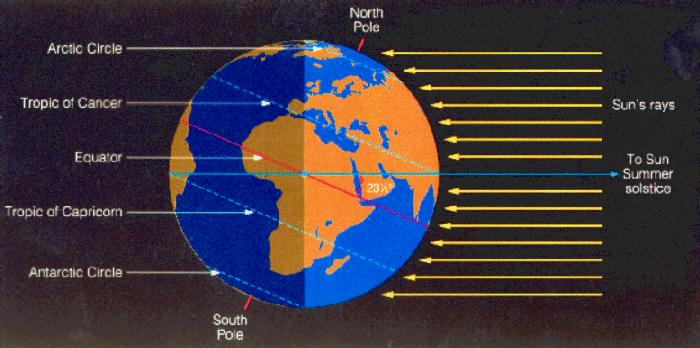 North
Pole
Arctic Circle
Tropic of Cancer
Sun's rays
Equator
To Sun
Summer
solstice
23½°
Tropic of Capricorn
Antarctic Circle
South
Pole